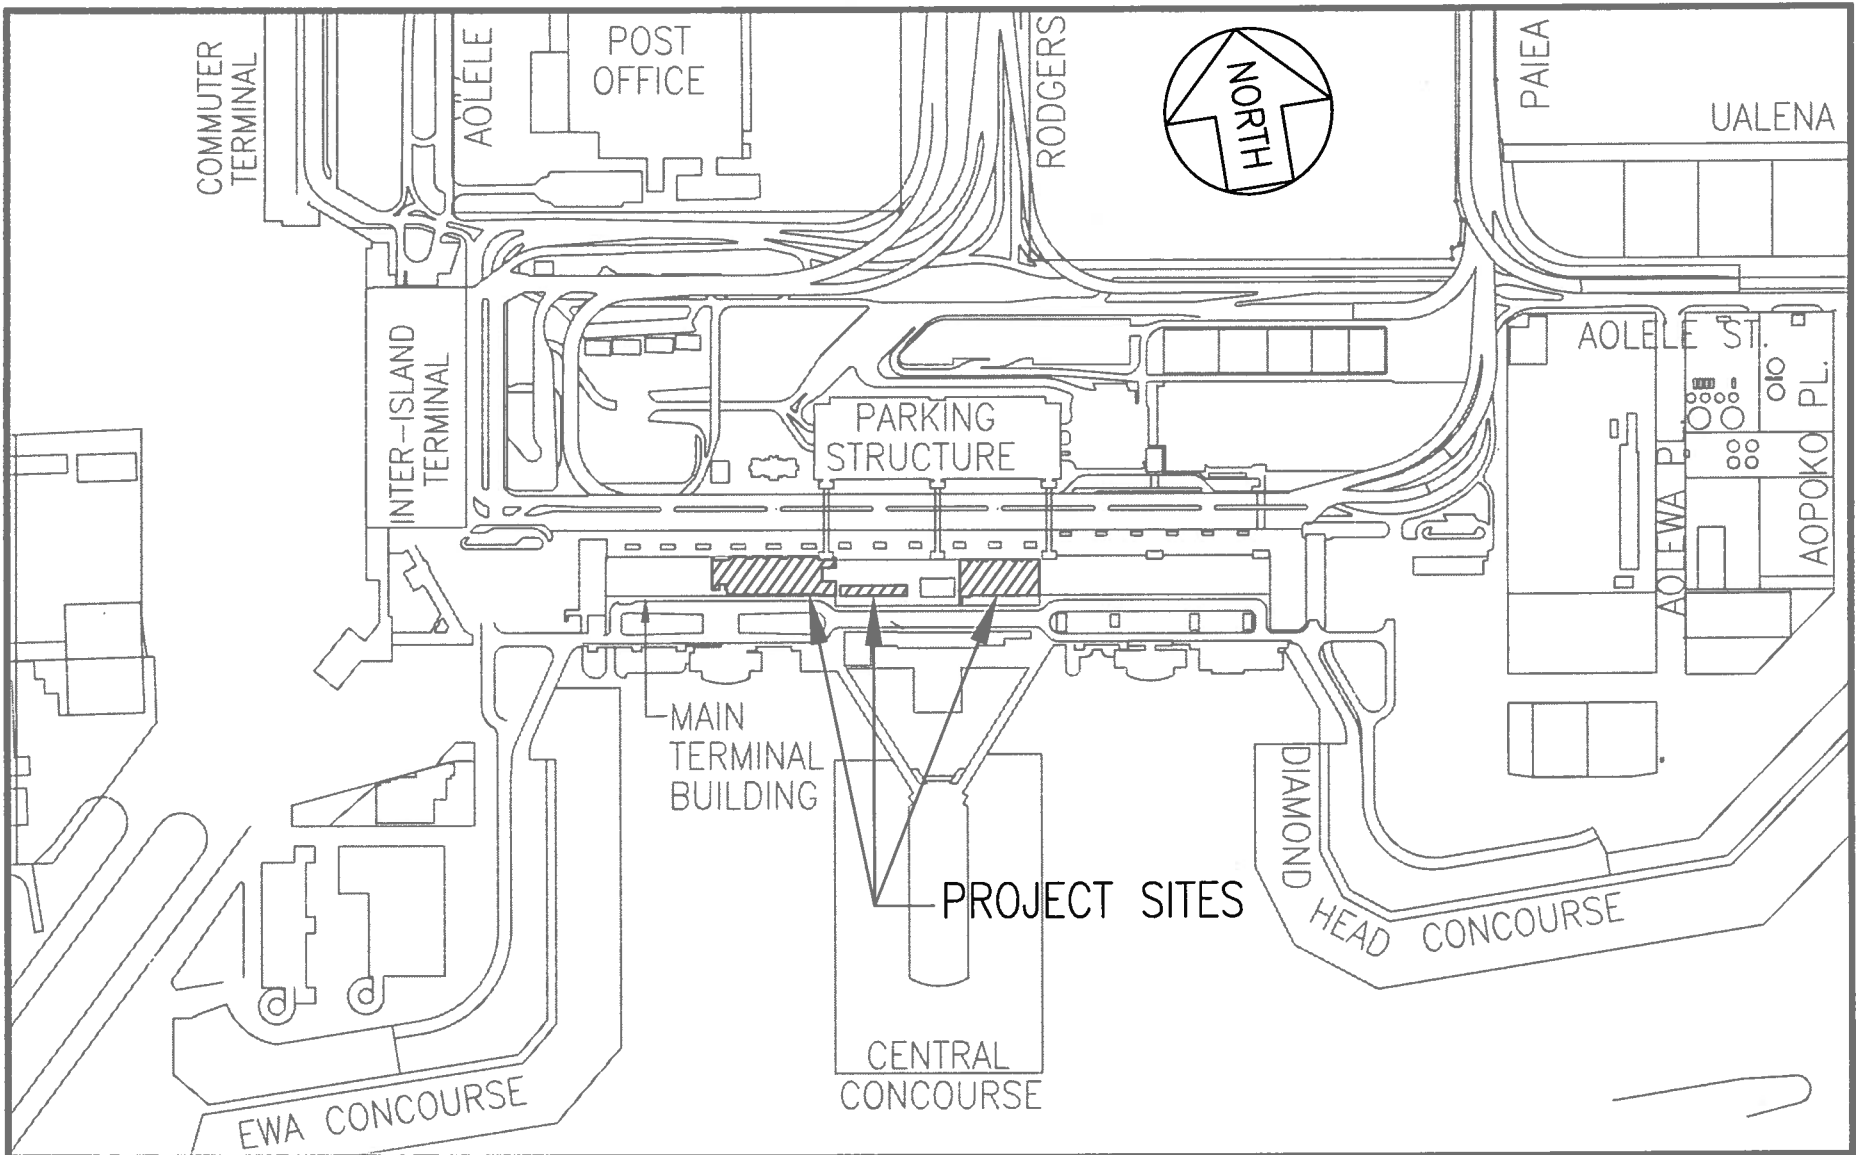 COMMUTER
TERMINAL
AOLELE
POST
OFFICE
RODGERS
NORTH
PAIEA
UALENA
INTER-ISLAND
TERMINAL
PARKING
STRUCTURE
AOLELE ST.
AOLEWA PL
AOPOKO PL.
MAIN
TERMINAL
BUILDING
PROJECT SITES
DIAMOND
HEAD CONCOURSE
CENTRAL
CONCOURSE
EWA CONCOURSE